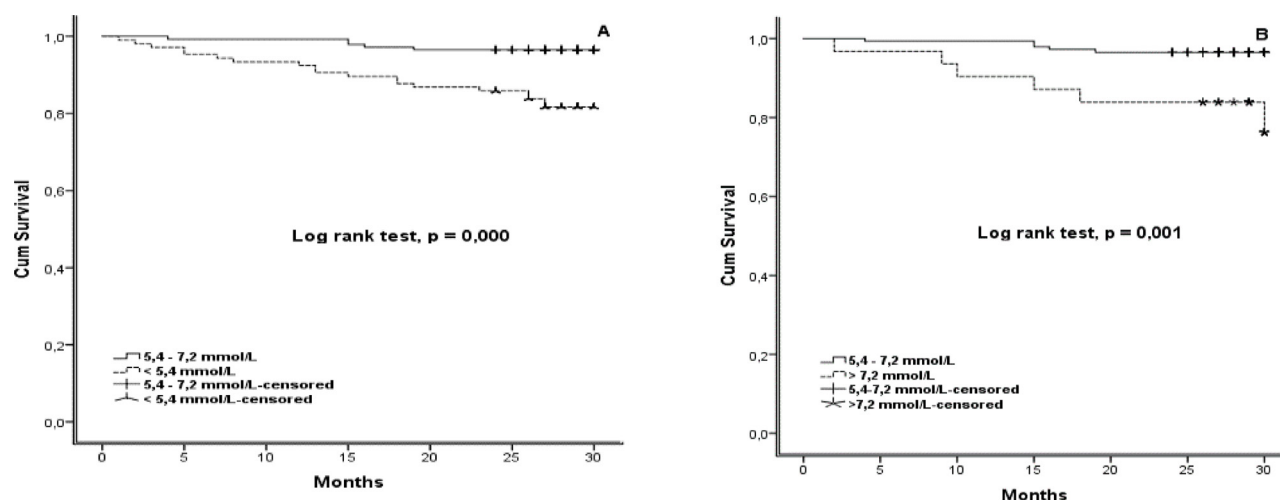 A
1,0
0,8
0,6
0,4
0,2
0,0
Cum Survival
Log rank test, p = 0,000
5,4 - 7,2 mmol/L
< 5,4 mmol/L
5,4 - 7,2 mmol/L-censored
< 5,4 mmol/L-censored
0 5 10 15 20 25 30
Months
B
1,0
0,8
0,6
0,4
0,2
0,0
Cum Survival
Log rank test, p = 0,001
5,4 - 7,2 mmol/L
> 7,2 mmol/L
5,4-7,2 mmol/L-censored
>7,2 mmol/L-censored
0 5 10 15 20 25 30
Months